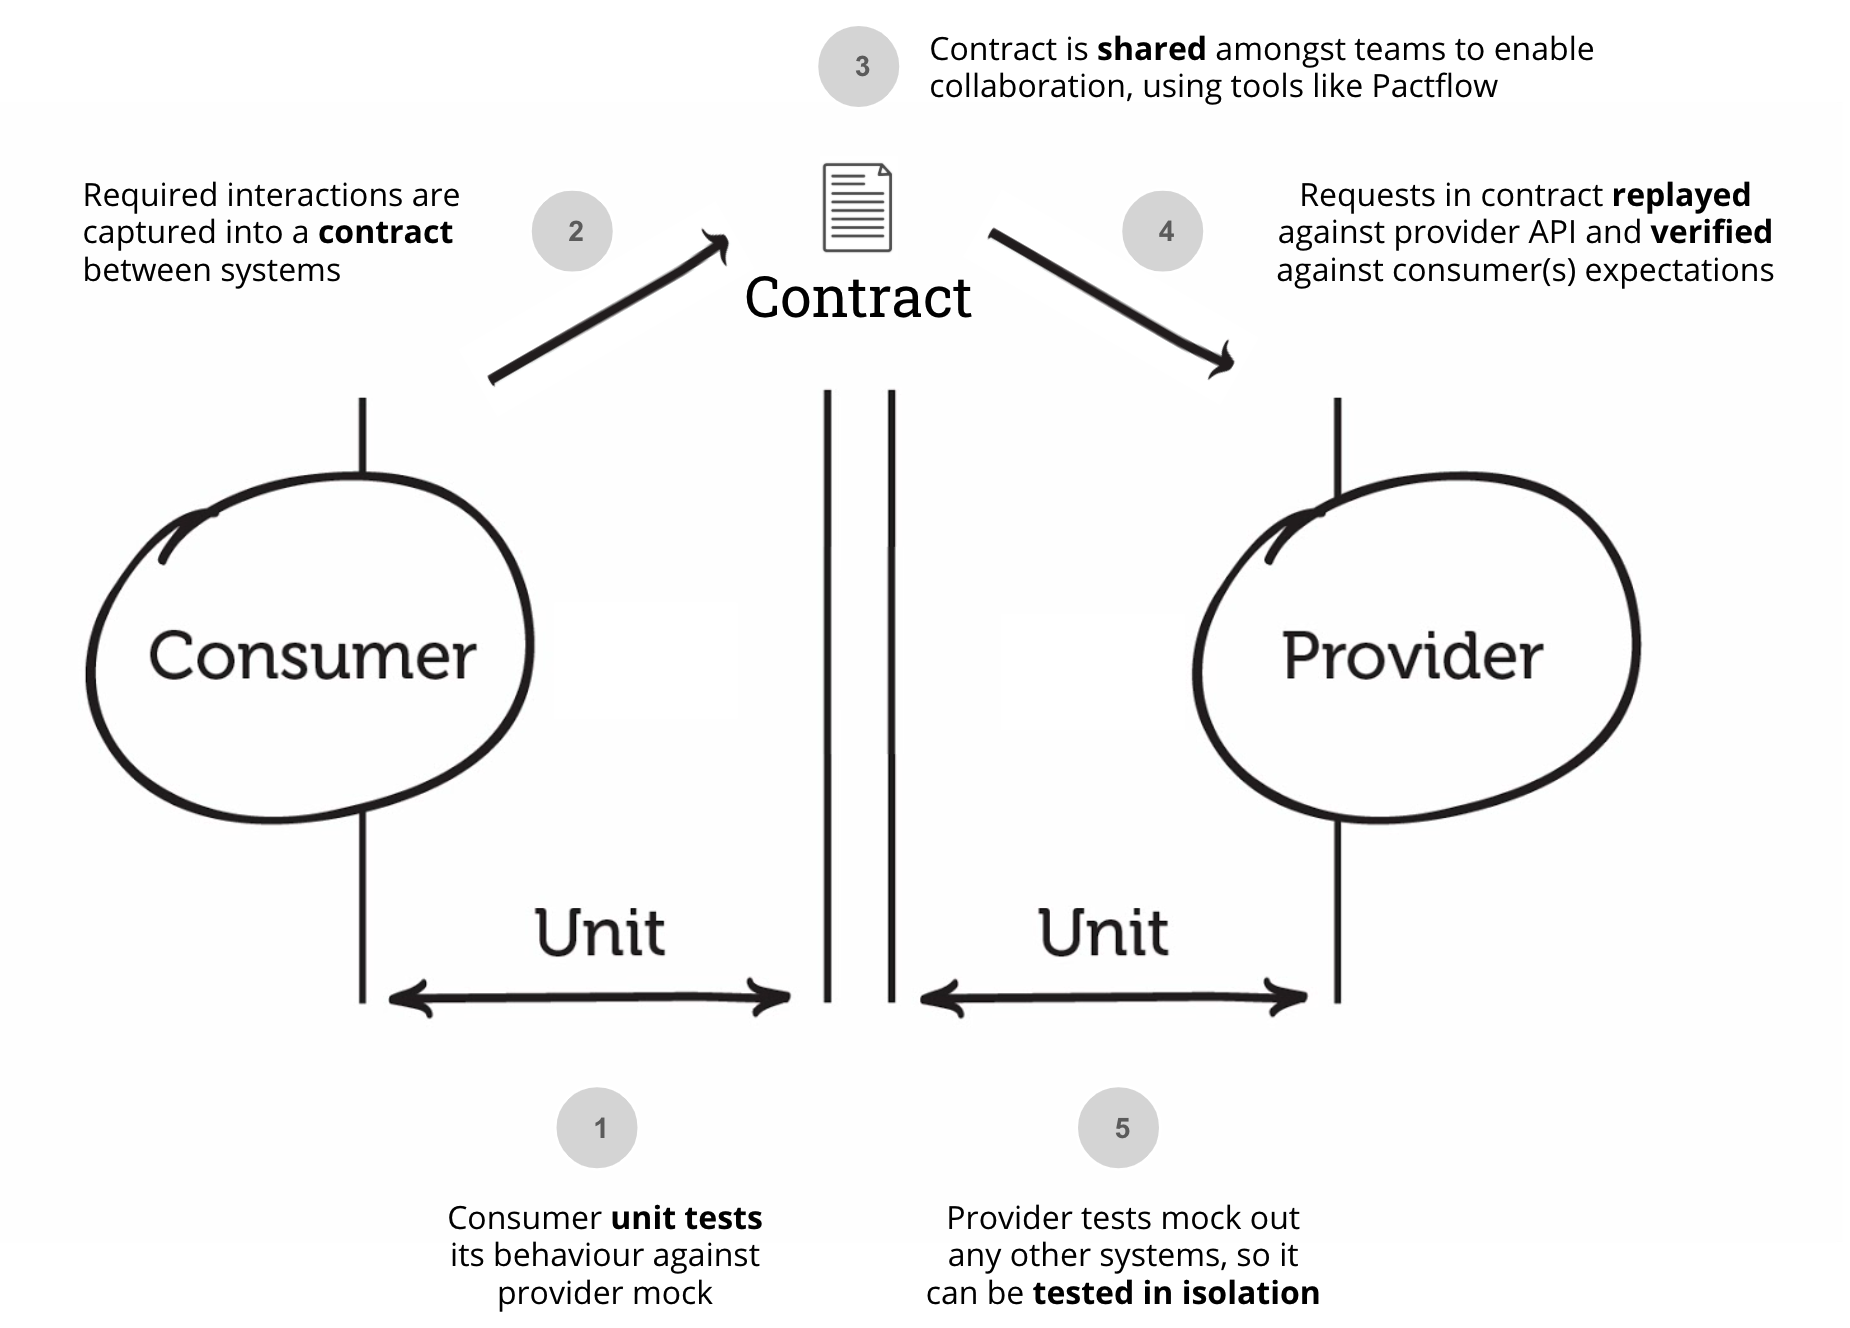 3
Contract is shared amongst teams to enable
collaboration, using tools like Pactflow
Required interactions are
captured into a contract
between systems
2
Contract
4
Requests in contract replayed
against provider API and verified
against consumer(s) expectations
Consumer
Provider
Unit
Unit
1
Consumer unit tests
its behaviour against
provider mock
5
Provider tests mock out
any other systems, so it
can be tested in isolation